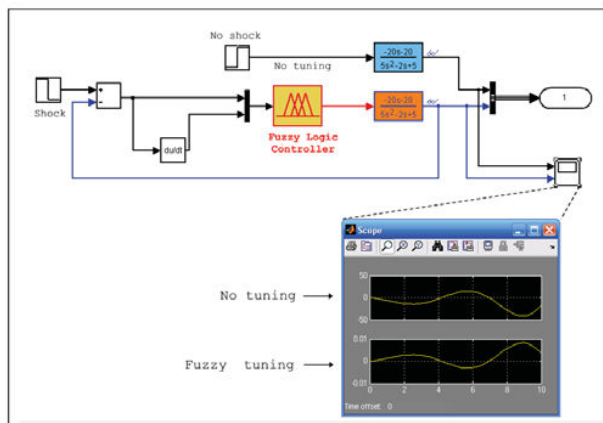 No shock
No tuning
-20s-20
5s²-2s+5
Shock
+
-
du/dt
Fuzzy Logic
Controller
-20s-20
5s²-2s+5
1
Scope
No tuning
50
0
-50
Fuzzy tuning
0.01
0
-0.01
0 2 4 6 8 10
Time offset: 0